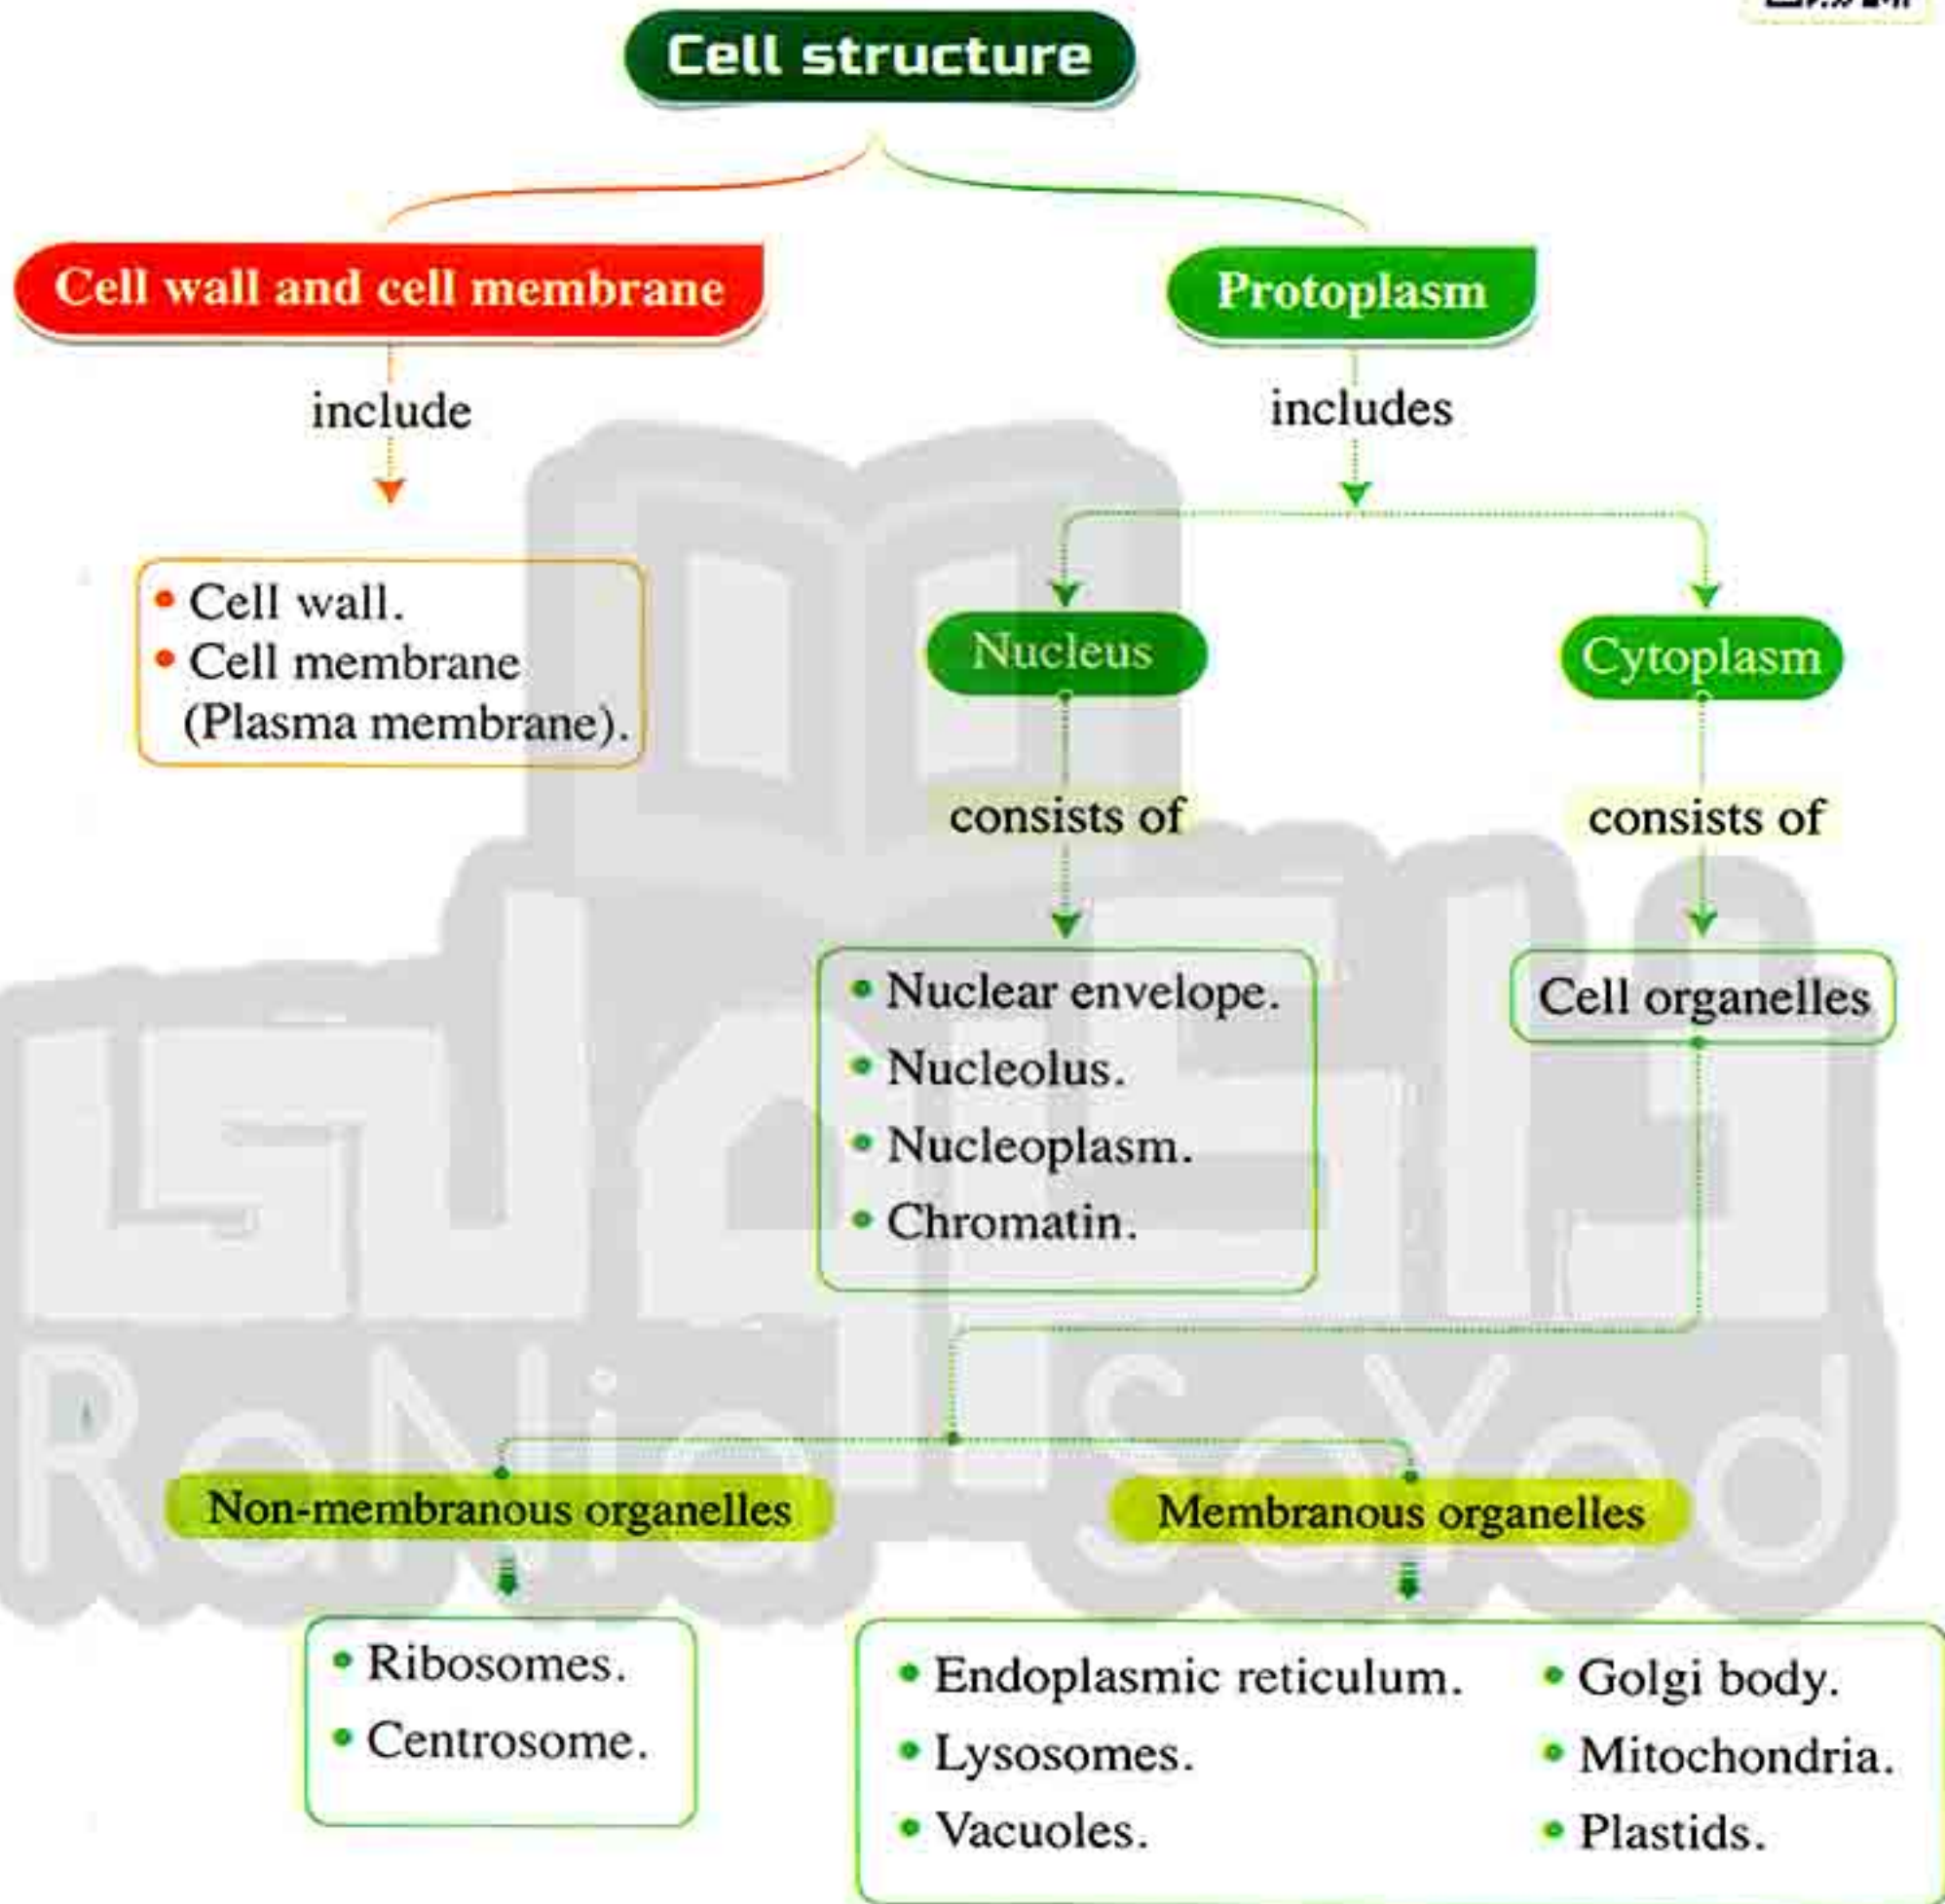 Cell structure
Cell wall and cell membrane
Protoplasm
include
includes
• Cell wall.
• Cell membrane
(Plasma membrane).
Nucleus
Cytoplasm
consists of
consists of
• Nuclear envelope.
• Nucleolus.
• Nucleoplasm.
• Chromatin.
Cell organelles
RaNia SaYed
Non-membranous organelles
Membranous organelles
• Ribosomes.
• Centrosome.
• Endoplasmic reticulum.
• Lysosomes.
• Vacuoles.
• Golgi body.
• Mitochondria.
• Plastids.